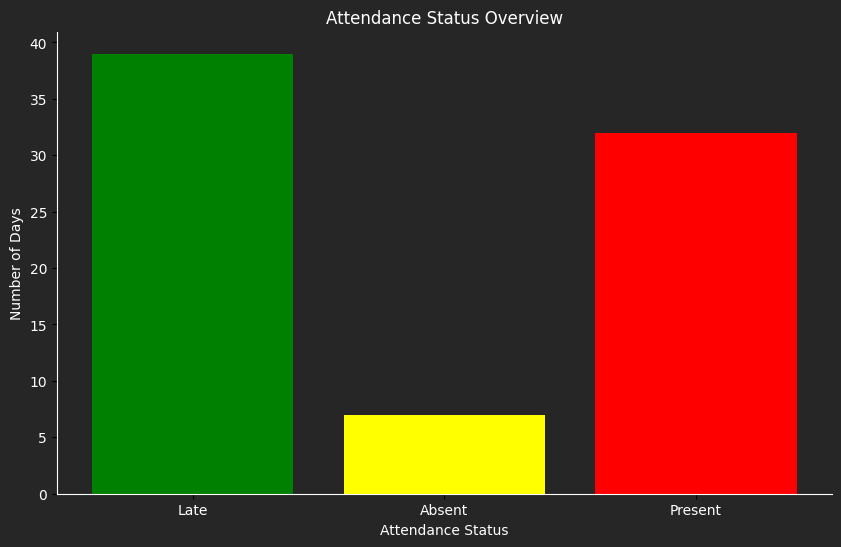 Attendance Status Overview
Number of Days
40
35
30
25
20
15
10
5
0
Late Absent Present
Attendance Status